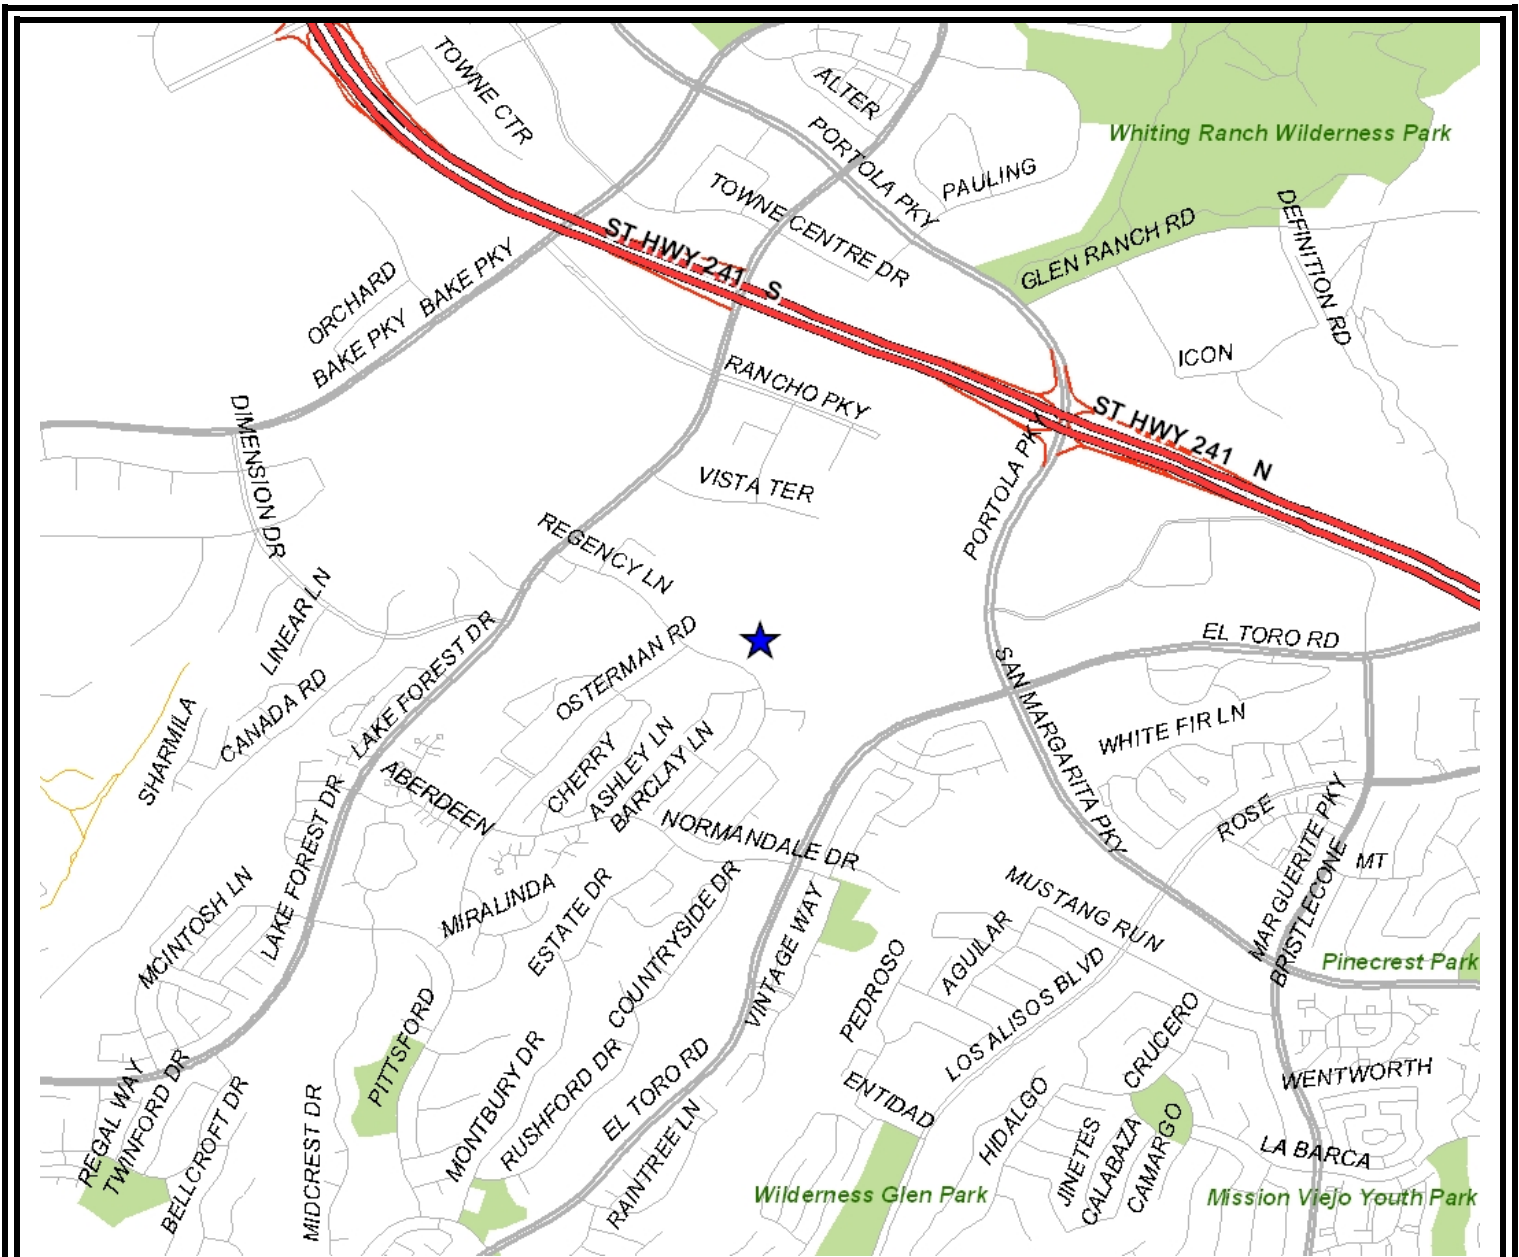 TOWNE CTR
ALTER
PORTOLA PKY
PAULING
Whiting Ranch Wilderness Park
TOWNE CENTRE DR
GLEN RANCH RD
DEFINITION RD
ST HWY 241 S
ORCHARD
BAKE PKY
BAKE PKY
ICON
RANCHO PKY
ST HWY 241 N
DIMENSION DR
PORTOLA PKY
VISTA TER
REGENCY LN
LINEAR LN
OSTERMAN RD
EL TORO RD
LAKE FOREST DR
SAN MARGARITA PKY
CANADA RD
SHARMILA
WHITE FIR LN
CHERRY
ASHLEY LN
BARCLAY LN
ABERDEEN
LAKE FOREST DR
NORMANDALE DR
ROSE
MARGUERITE PKY
BRISTLECONE
MT
MCINTOSH LN
MIRALINDA
ESTATE DR
COUNTRYSIDE DR
VINTAGE WAY
MUSTANG RUN
PEDROSO
AGUILAR
LOS ALISOS BLVD
Pinecrest Park
PITTSFORD
CRUCERO
WENTWORTH
REGAL WAY
TWINFORD DR
BELLCROFT DR
MIDCREST DR
MONTBURY DR
RUSHFORD DR
EL TORO RD
RAINTREE LN
ENTIDAD
HIDALGO
JINETES
CALABAZA
CAMARGO
LA BARCA
Wilderness Glen Park
Mission Viejo Youth Park